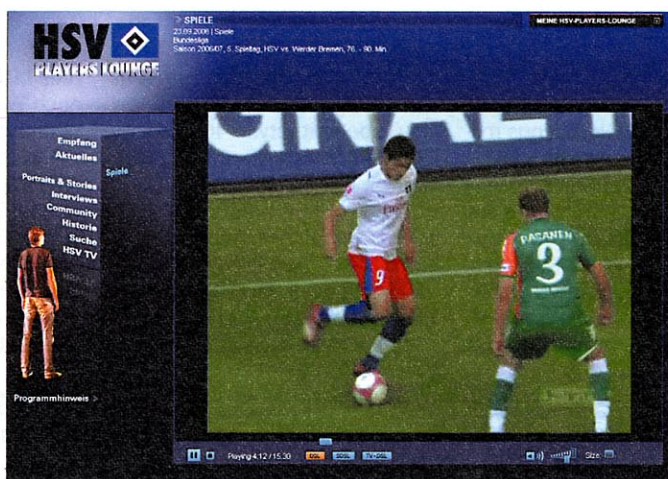 HSV
PLAYERS LOUNGE
> SPIELE
23.09.2006 | Spiele
Bundesliga
Saison 2006/07, 5. Spieltag, HSV vs. Werder Bremen, 76. - 90. Min.
MEINE HSV-PLAYERS-LOUNGE
Empfang
Aktuelles
Spiele
Portraits & Stories
Interviews
Community
Historie
Suche
HSV TV
Programmhinweis >
GNAL I
9
PASANEN
3
Playing 4:12 / 15:30
DSL
SDSL
TV-DSL
Size: